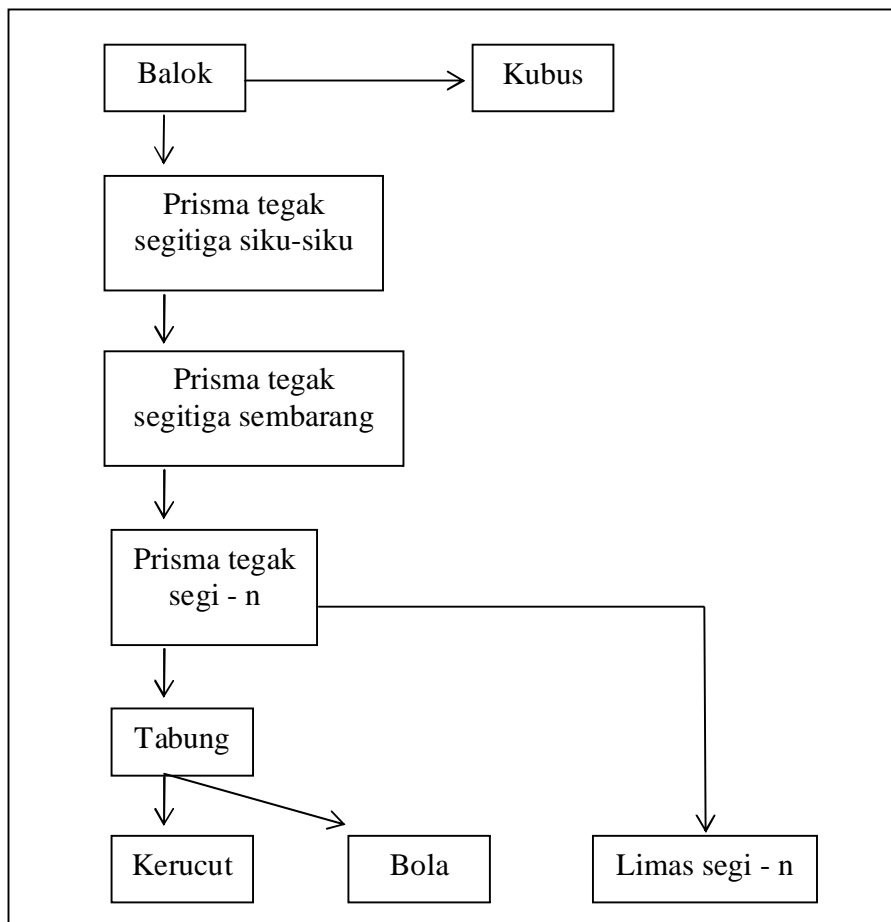 Balok
Kubus
Prisma tegak
segitiga siku-siku
Prisma tegak
segitiga sembarang
Prisma tegak
segi - n
Tabung
Kerucut
Bola
Limas segi - n